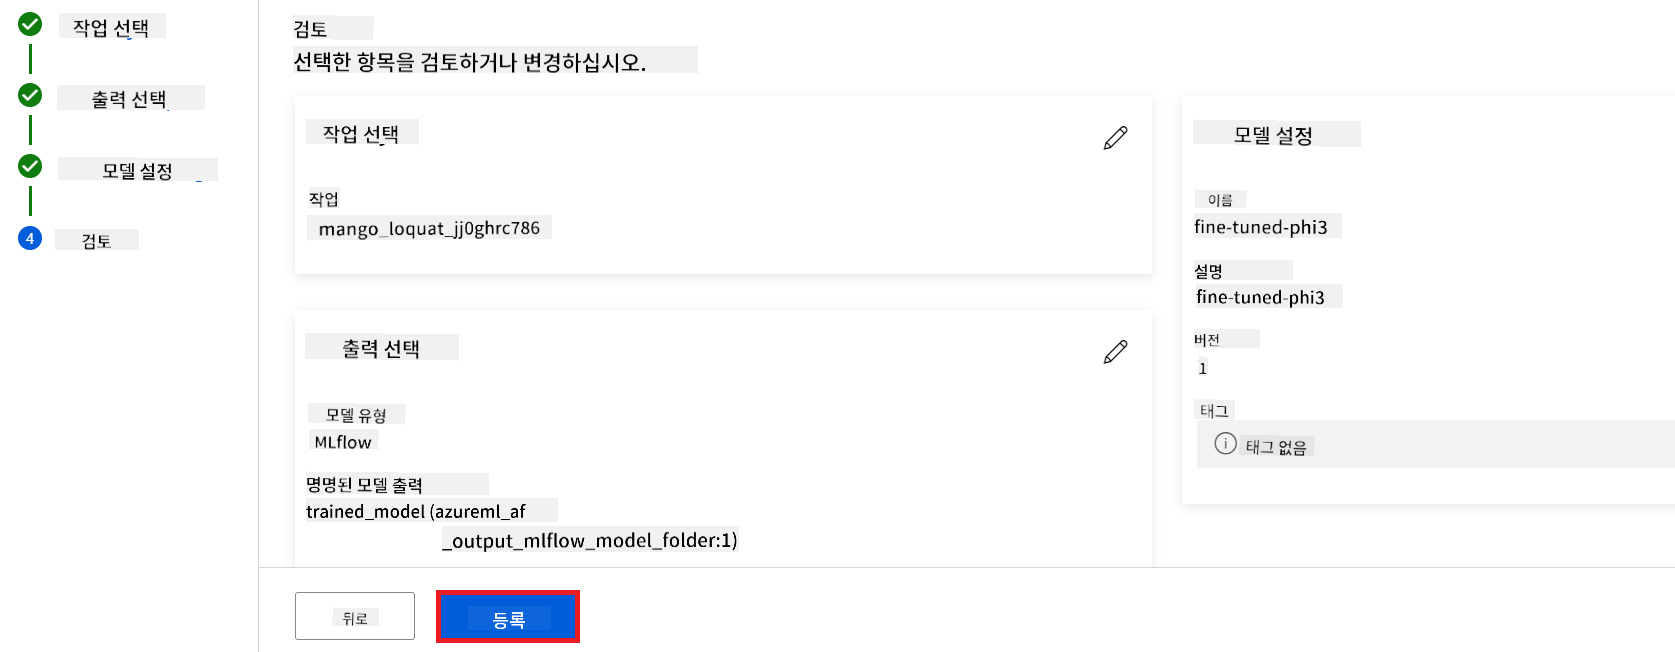 작업 선택
출력 선택
모델 설정
4
검토
검토
선택한 항목을 검토하거나 변경하십시오.
작업 선택
작업
mango_loquat_jj0ghrc786
출력 선택
모델 유형
MLflow
명명된 모델 출력
trained_model (azureml_af
_output_mlflow_model_folder:1)
모델 설정
이름
fine-tuned-phi3
설명
fine-tuned-phi3
버전
1
태그
태그 없음
뒤로
등록